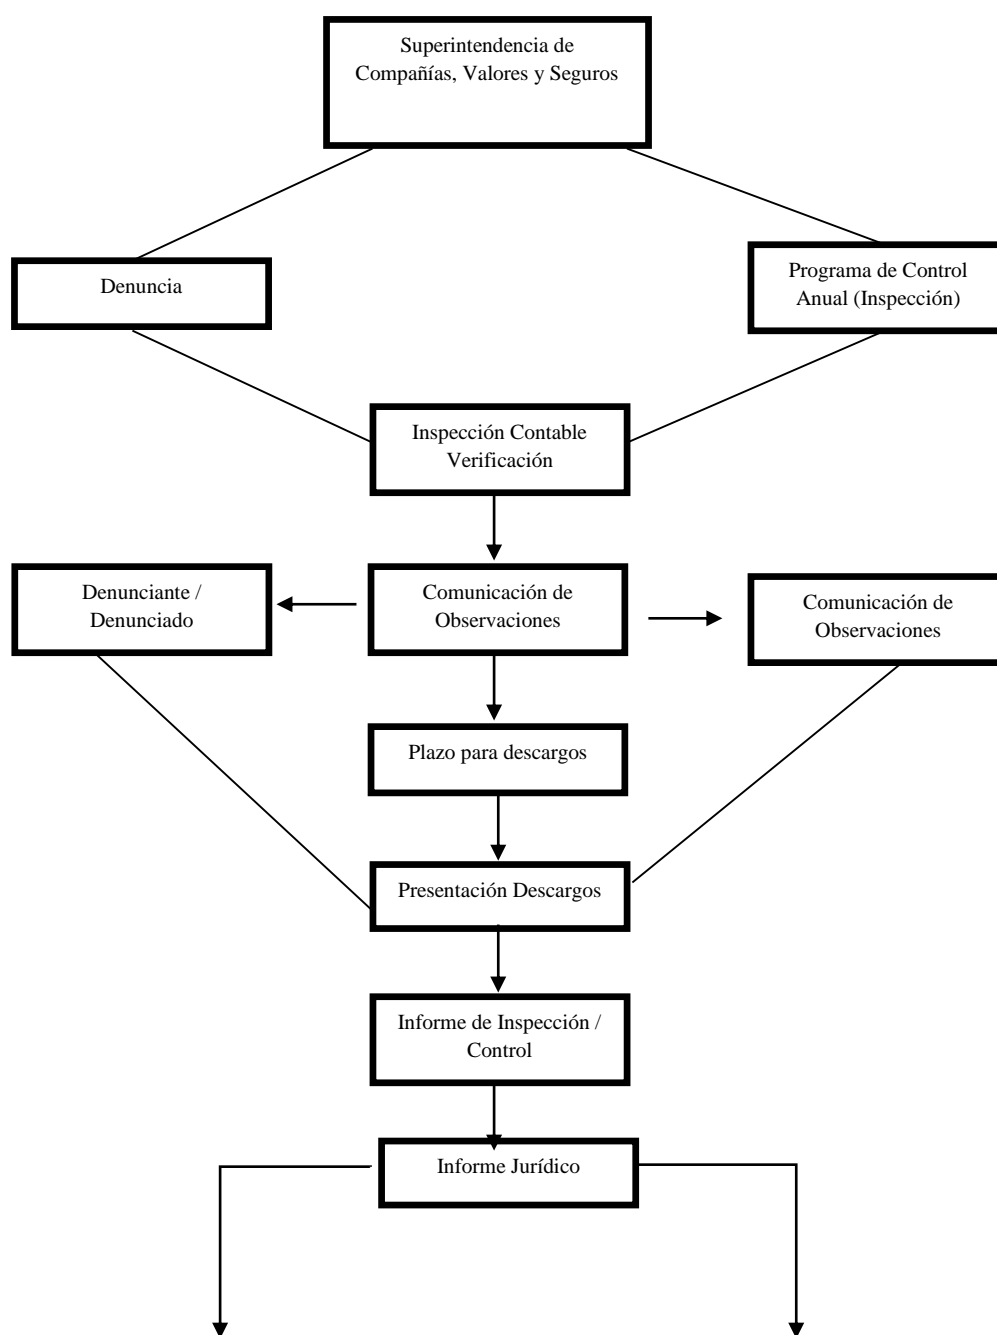 Superintendencia de
Compañías, Valores y Seguros
Denuncia
Programa de Control
Anual (Inspección)
Inspección Contable
Verificación
Denunciante /
Denunciado
Comunicación de
Observaciones
Comunicación de
Observaciones
Plazo para descargos
Presentación Descargos
Informe de Inspección /
Control
Informe Jurídico